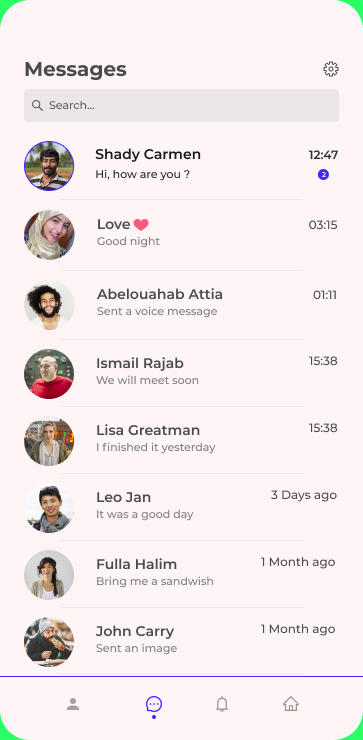 Messages
Search...
Shady Carmen 12:47
Hi, how are you ? 2
Love 03:15
Good night
Abelouahab Attia 01:11
Sent a voice message
Ismail Rajab 15:38
We will meet soon
Lisa Greatman 15:38
I finished it yesterday
Leo Jan 3 Days ago
It was a good day
Fulla Halim 1 Month ago
Bring me a sandwish
John Carry 1 Month ago
Sent an image